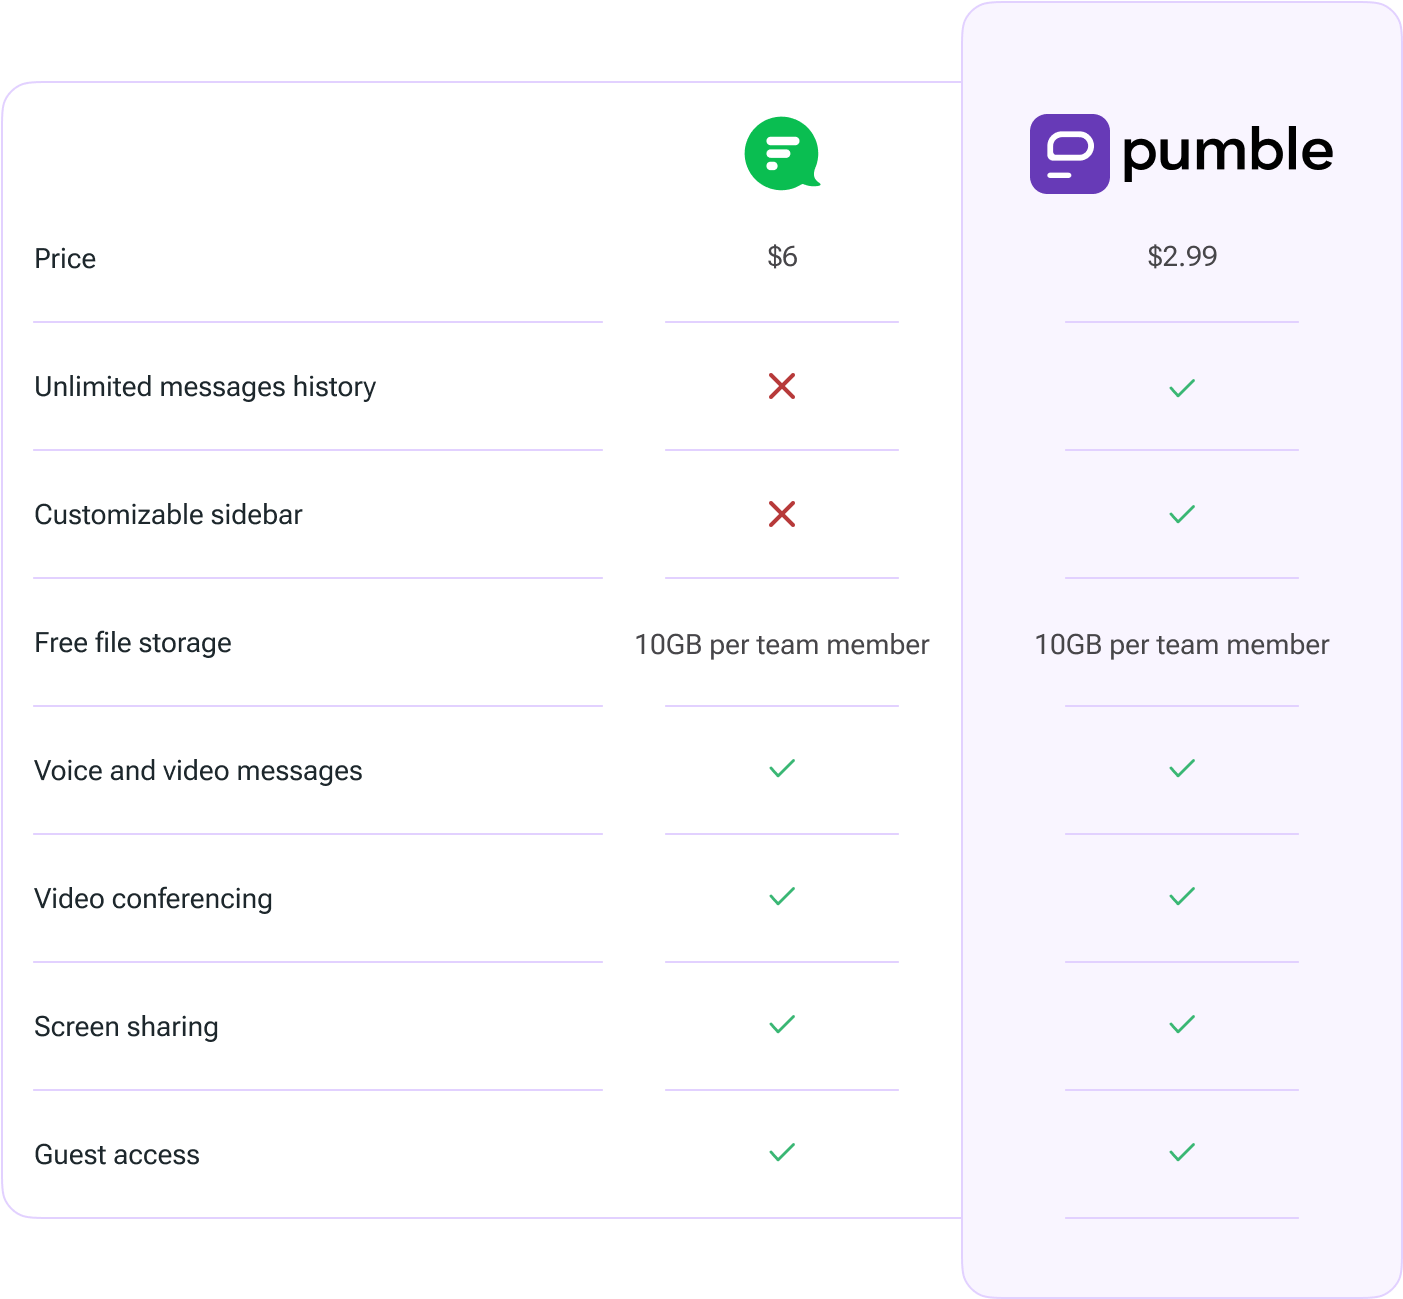 pumble
Price $6 $2.99
Unlimited messages history
Customizable sidebar
Free file storage 10GB per team member 10GB per team member
Voice and video messages
Video conferencing
Screen sharing
Guest access